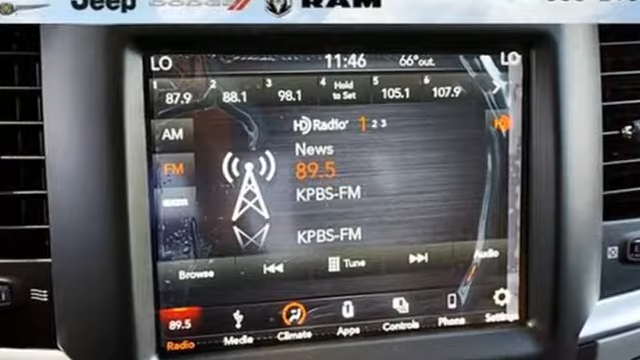 Jeep DODGE RAM
LO 11:46 66°out. LO
1 87.9 2 88.1 3 98.1 4 Hold to Set 5 105.1 6 107.9
AM
HD Radio 1 2 3
FM
News
89.5
KPBS-FM
KPBS-FM
Browse Tune Audio
89.5
Radio Media Climate Apps Controls Phone Settings